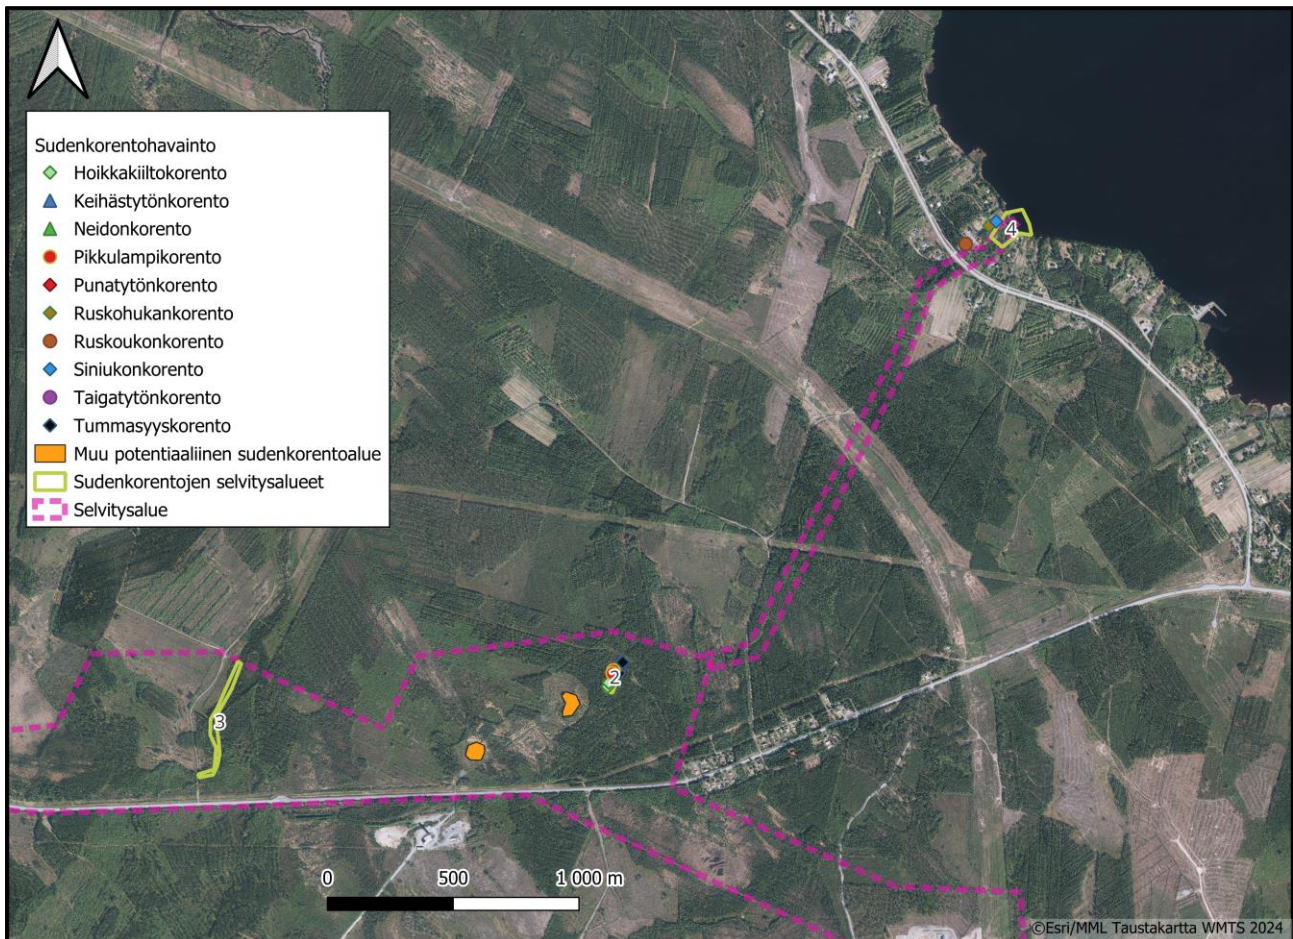 Sudenkorentohavainto
Hoikkakiiltokorento
Keihästytönkorento
Neidonkorento
Pikkulampikorento
Punatytönkorento
Ruskohukankorento
Ruskoukonkorento
Siniukonkorento
Taigatytönkorento
Tummasyyskorento
Muu potentiaaliinen sudenkorentoalue
Sudenkorentojen selvitysalueet
Selvitysalue
4
2
3
0 500 1 000 m
©Esri/MML Taustakartta WMTS 2024